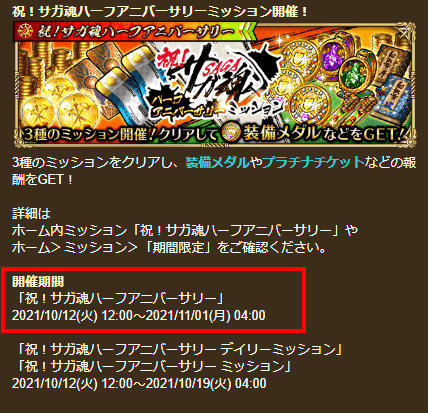 祝！サガ魂ハーフアニバーサリーミッション開催！
祝！サガ魂ハーフアニバーサリー
祝！
サガ魂
SAGA
ハーフ
アニバーサリー ミッション
3種のミッション開催！クリアして 装備メダルなどをGET！
3種のミッションをクリアし、装備メダルやプラチナチケットなどの報
酬をGET！
詳細は
ホーム内ミッション「祝！サガ魂ハーフアニバーサリー」や
ホーム＞ミッション＞「期間限定」をご確認ください。
開催期間
「祝！サガ魂ハーフアニバーサリー」
2021/10/12(火) 12:00～2021/11/01(月) 04:00
「祝！サガ魂ハーフアニバーサリー デイリーミッション」
「祝！サガ魂ハーフアニバーサリー ミッション」
2021/10/12(火) 12:00～2021/10/19(火) 04:00